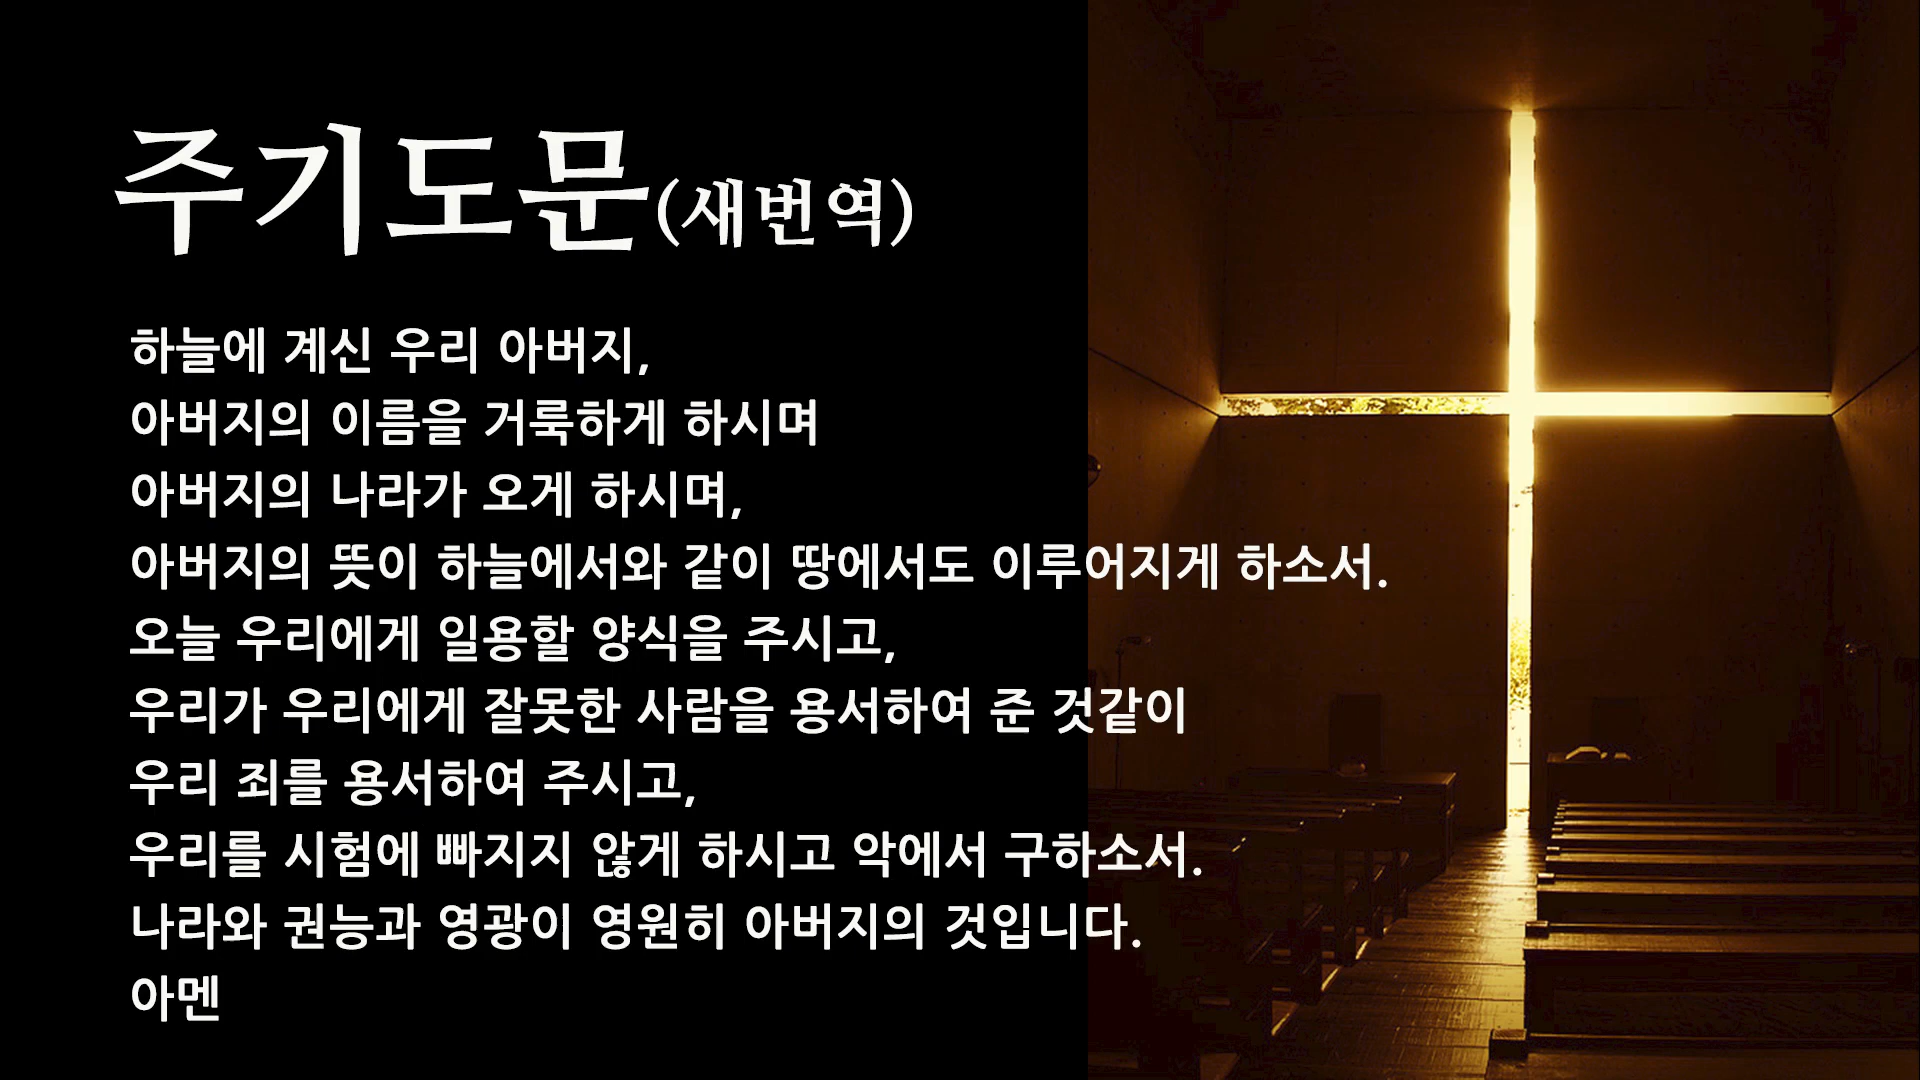 주기도문(새번역)
하늘에 계신 우리 아버지,
아버지의 이름을 거룩하게 하시며
아버지의 나라가 오게 하시며,
아버지의 뜻이 하늘에서와 같이 땅에서도 이루어지게 하소서.
오늘 우리에게 일용할 양식을 주시고,
우리가 우리에게 잘못한 사람을 용서하여 준 것같이
우리 죄를 용서하여 주시고,
우리를 시험에 빠지지 않게 하시고 악에서 구하소서.
나라와 권능과 영광이 영원히 아버지의 것입니다.
아멘